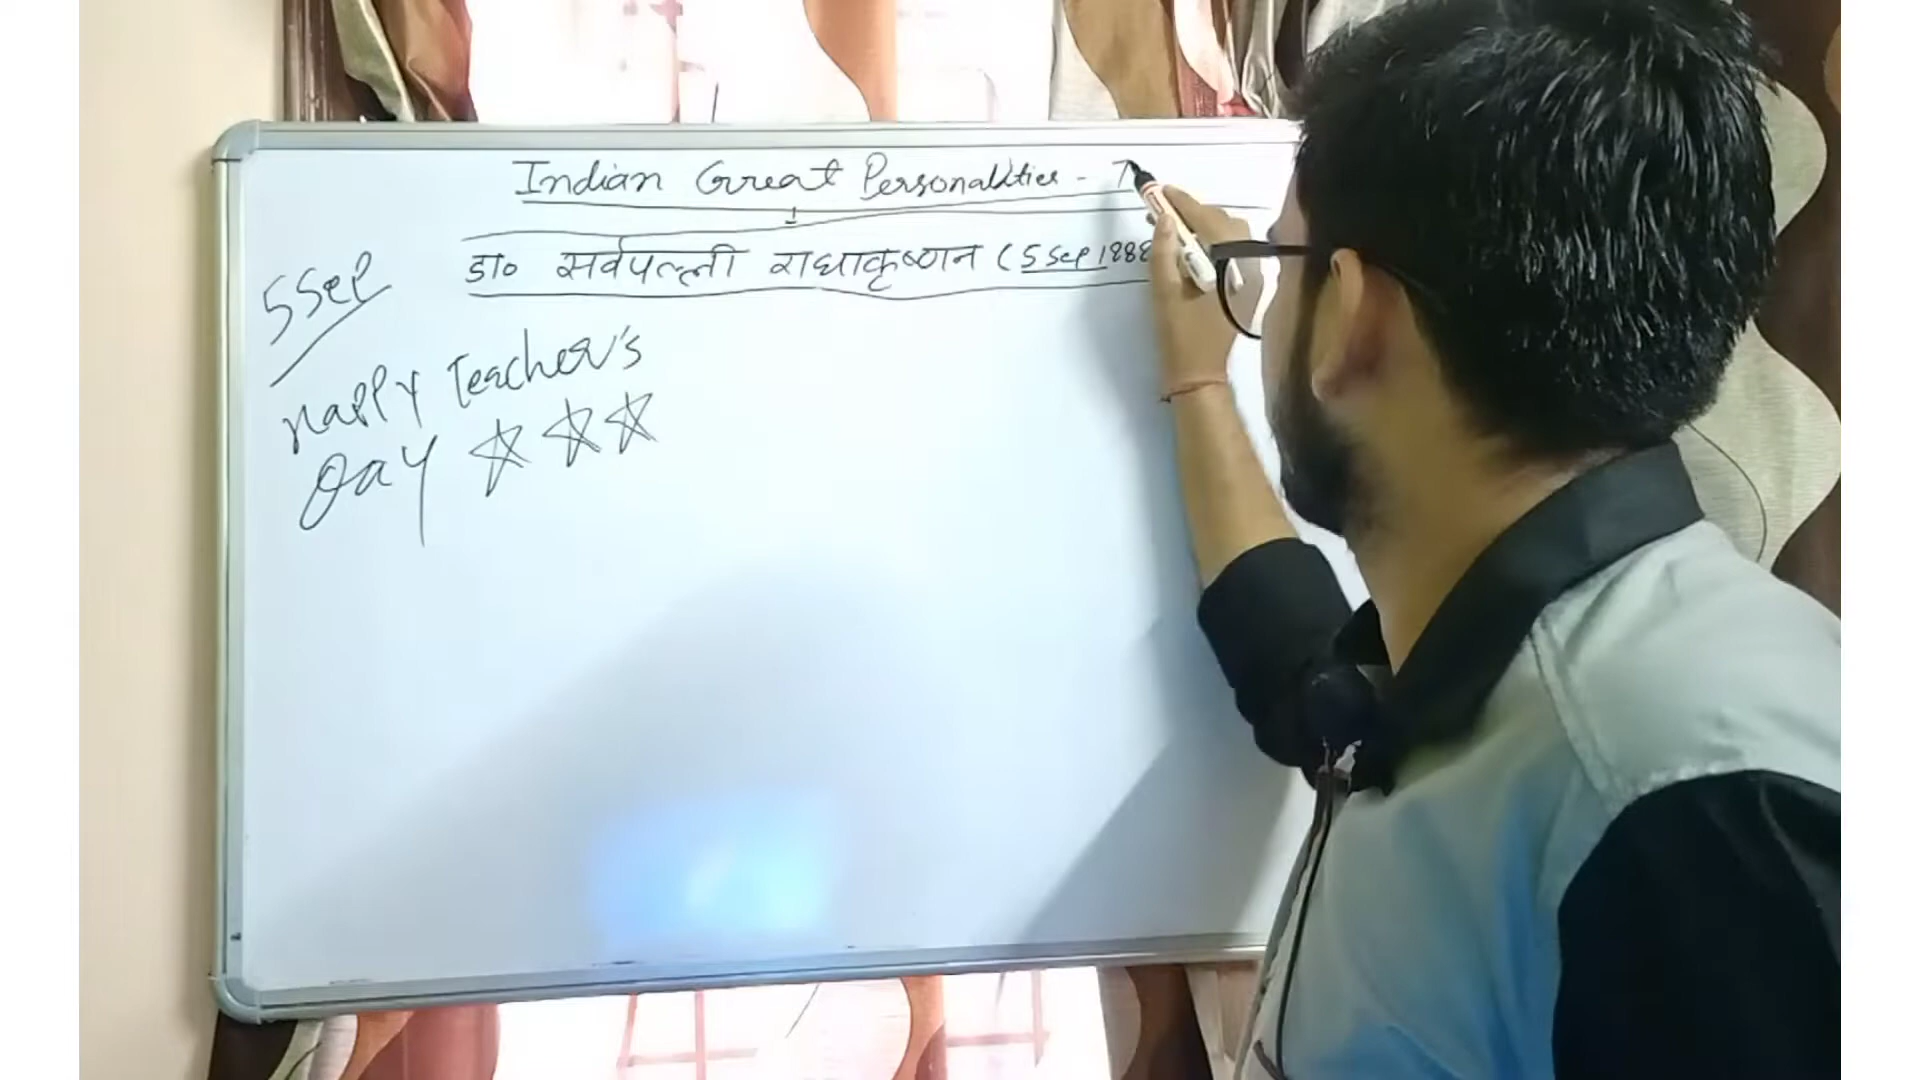 Indian Great Personalities - T
डा० सर्वपल्ली राधाकृष्णन (5 Sep 1888
5 Sep
Happy Teacher's
Day